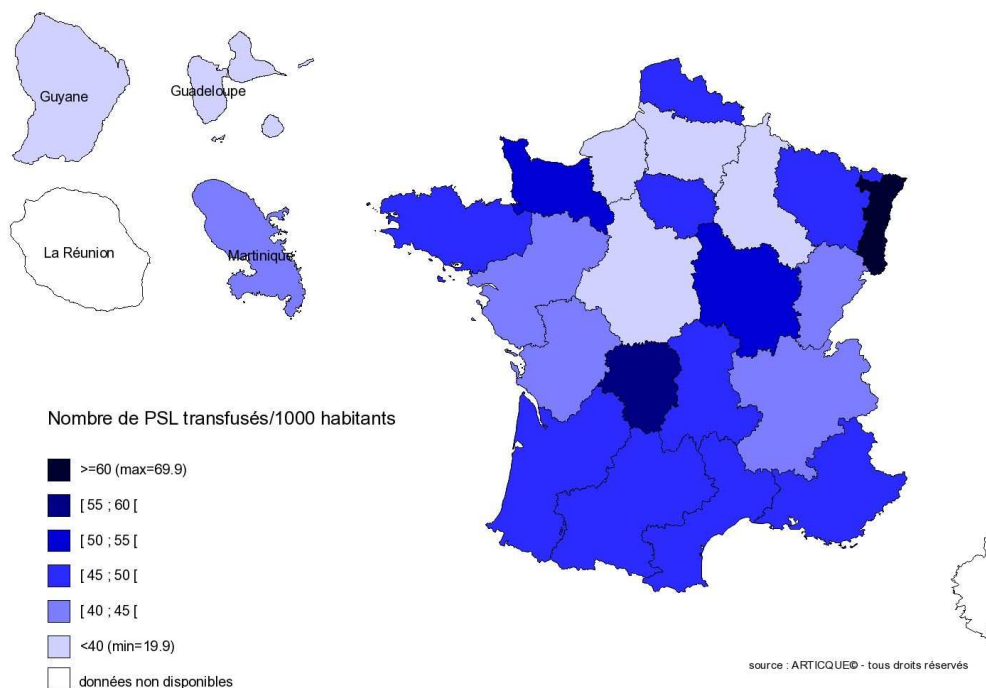 Guyane
Guadeloupe
La Réunion
Martinique
Nombre de PSL transfusés/1000 habitants
>=60 (max=69.9)
[ 55 ; 60 [
[ 50 ; 55 [
[ 45 ; 50 [
[ 40 ; 45 [
<40 (min=19.9)
données non disponibles
source : ARTICQUE© - tous droits réservés